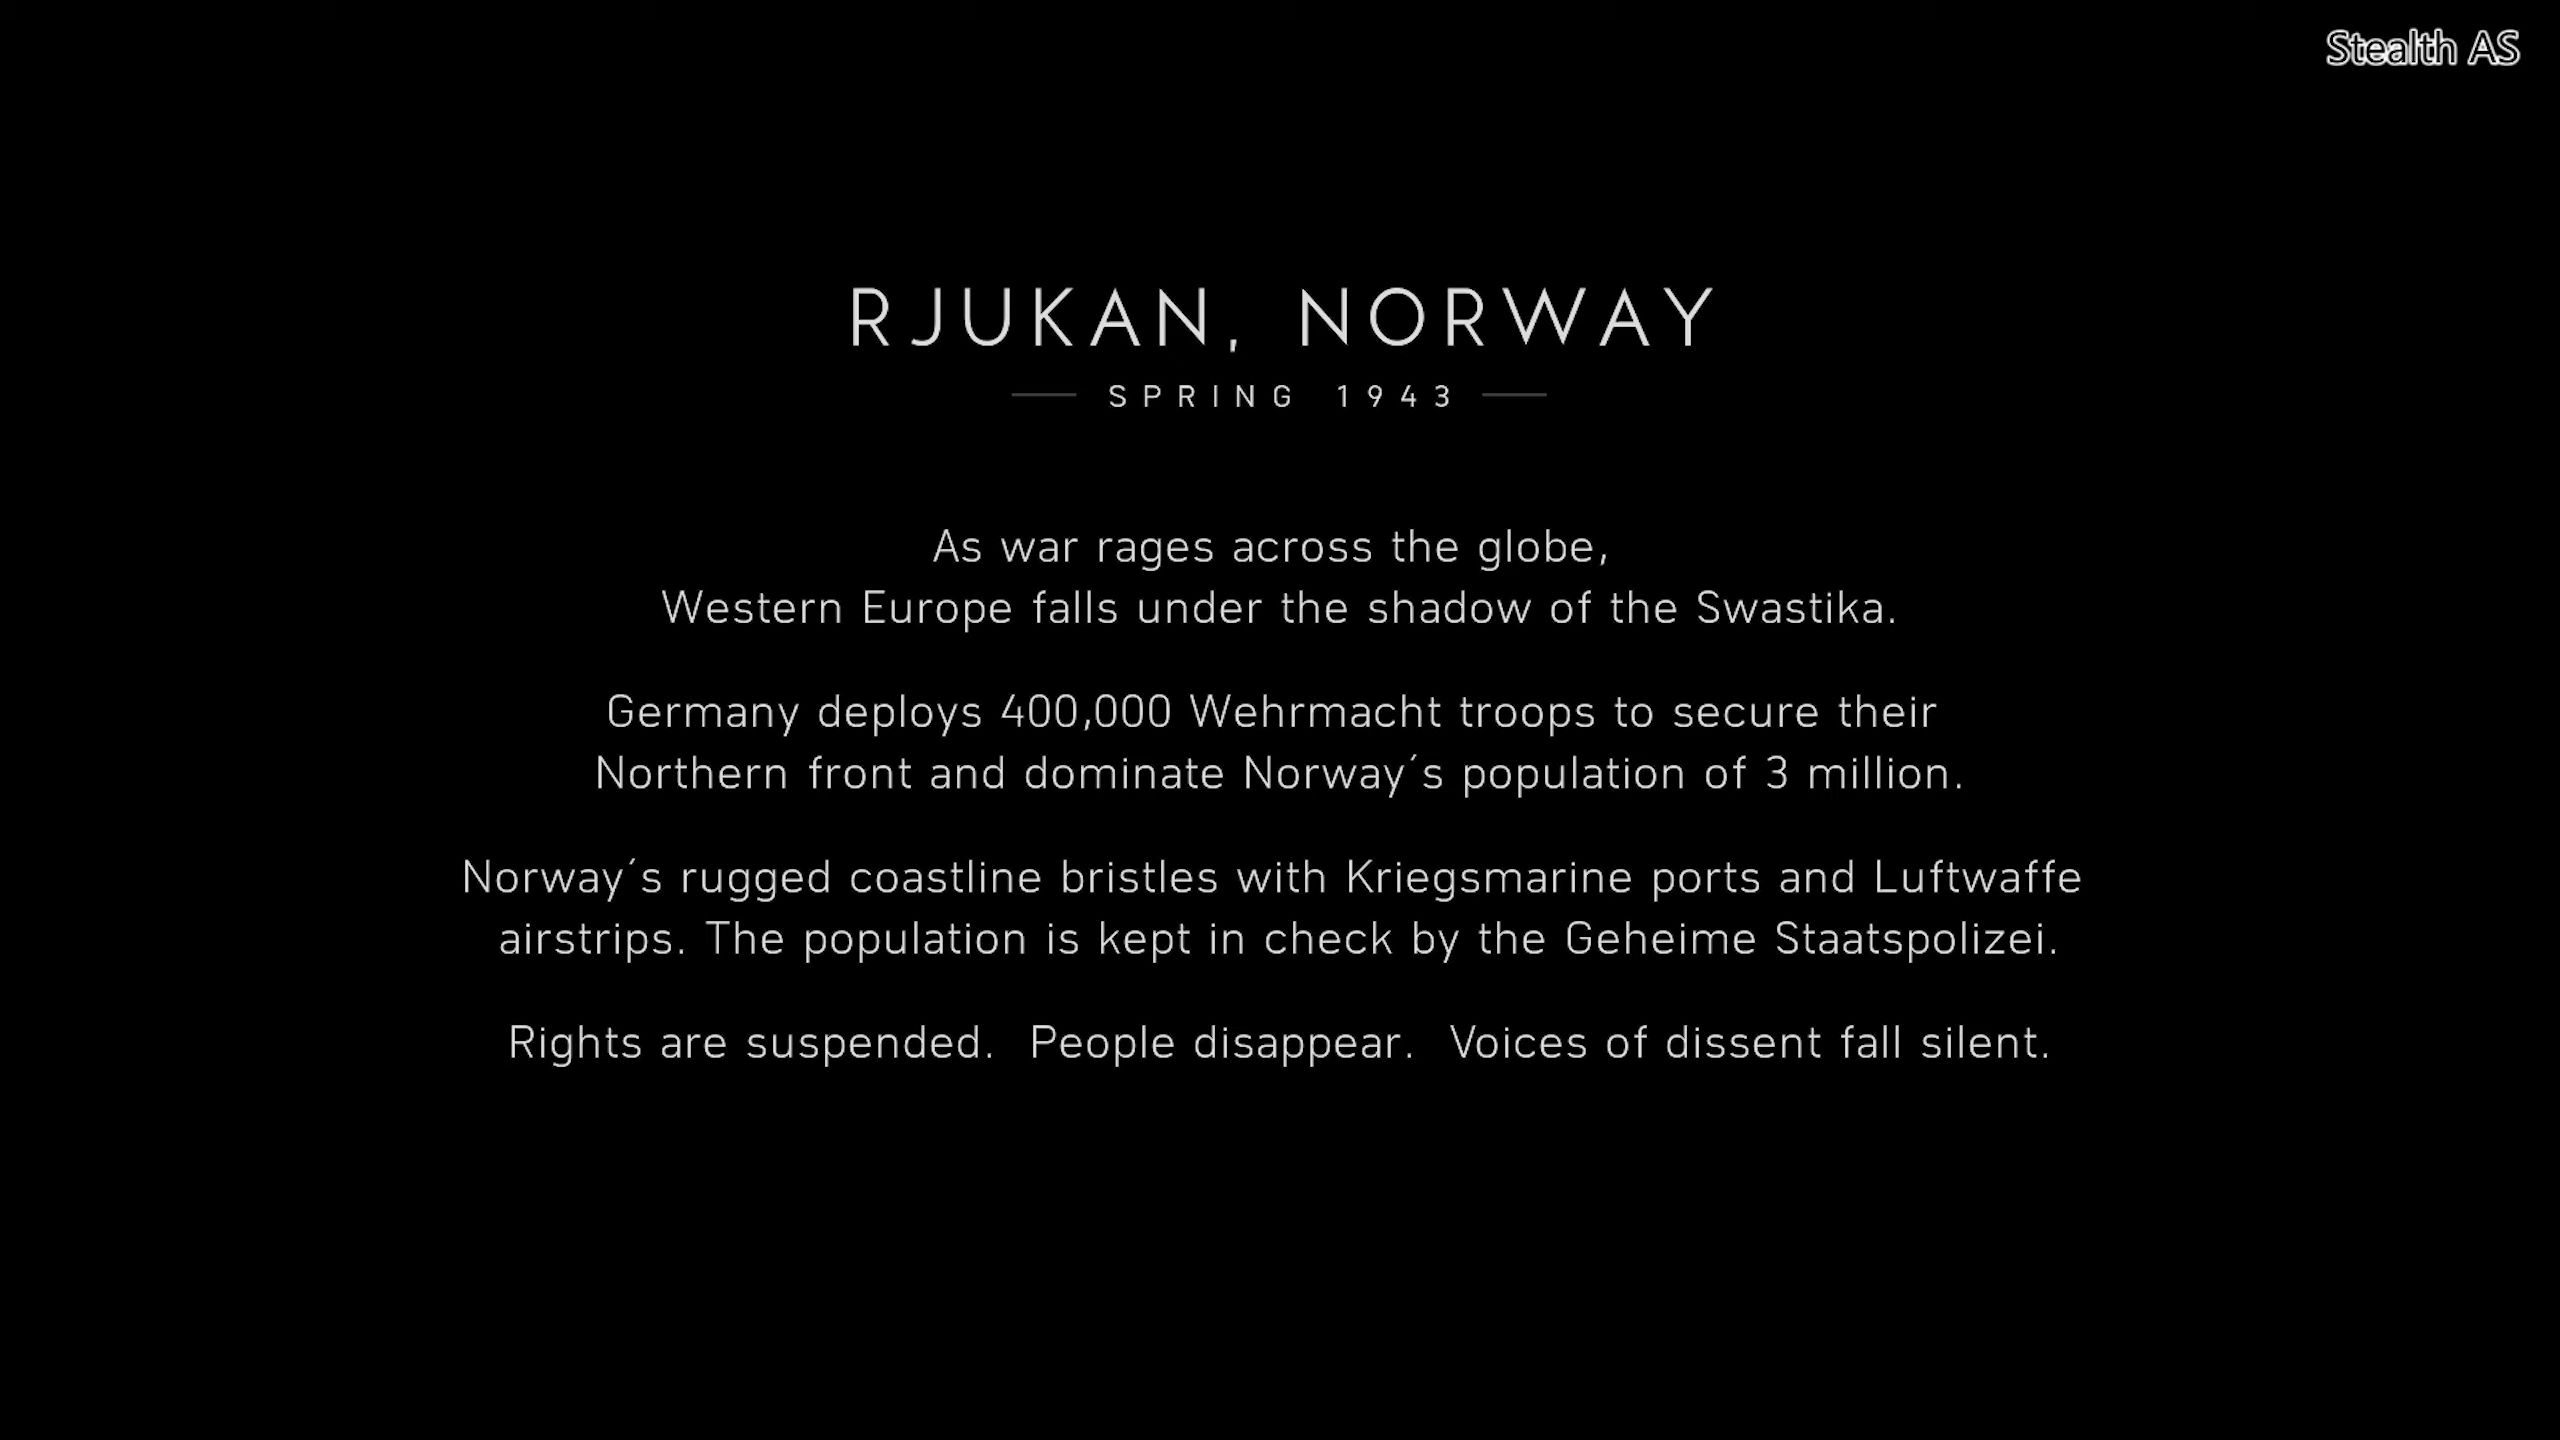 Stealth AS
RJUKAN, NORWAY
SPRING 1943
As war rages across the globe,
Western Europe falls under the shadow of the Swastika.
Germany deploys 400,000 Wehrmacht troops to secure their
Northern front and dominate Norway´s population of 3 million.
Norway´s rugged coastline bristles with Kriegsmarine ports and Luftwaffe
airstrips. The population is kept in check by the Geheime Staatspolizei.
Rights are suspended.  People disappear.  Voices of dissent fall silent.